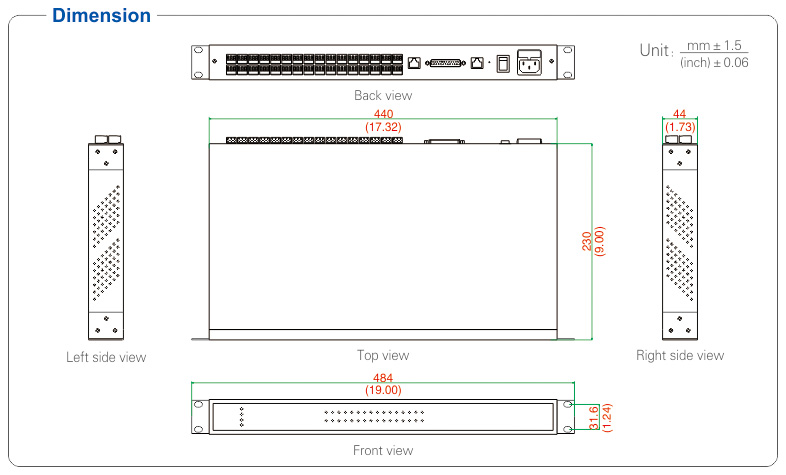 Dimension
Unit: mm ± 1.5
(inch) ± 0.06
Back view
440
(17.32)
44
(1.73)
230
(9.00)
Left side view
Top view
Right side view
484
(19.00)
31.6
(1.24)
Front view